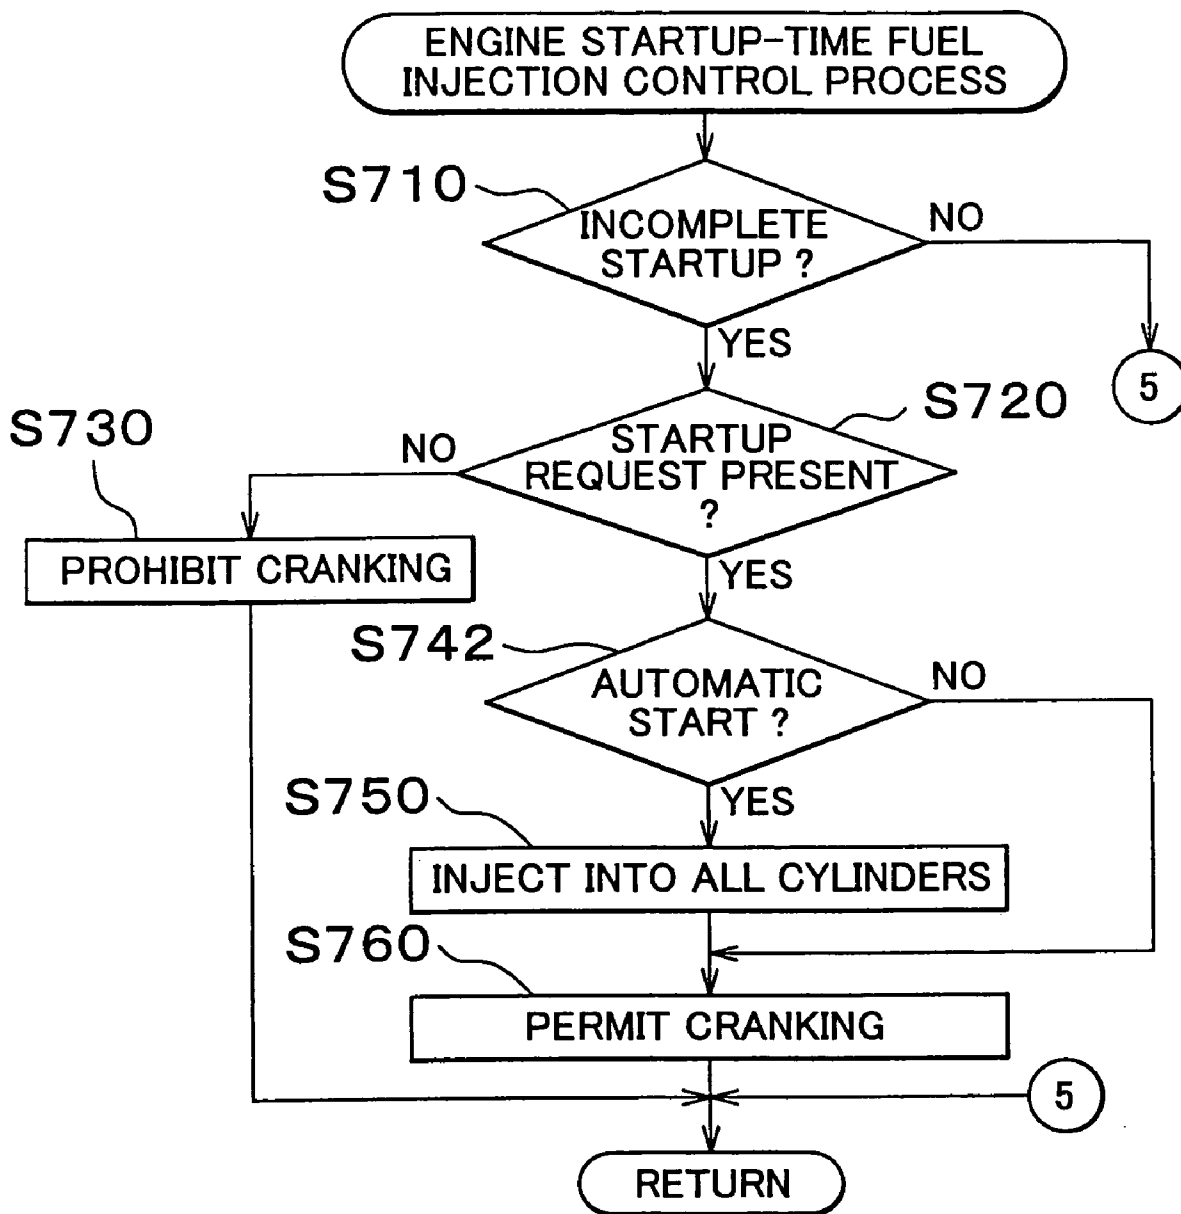 ENGINE STARTUP-TIME FUEL
INJECTION CONTROL PROCESS
S710
INCOMPLETE
STARTUP ?
NO
YES
5
S720
STARTUP
REQUEST PRESENT
?
NO
S730
PROHIBIT CRANKING
YES
S742
AUTOMATIC
START ?
NO
YES
S750
INJECT INTO ALL CYLINDERS
S760
PERMIT CRANKING
5
RETURN